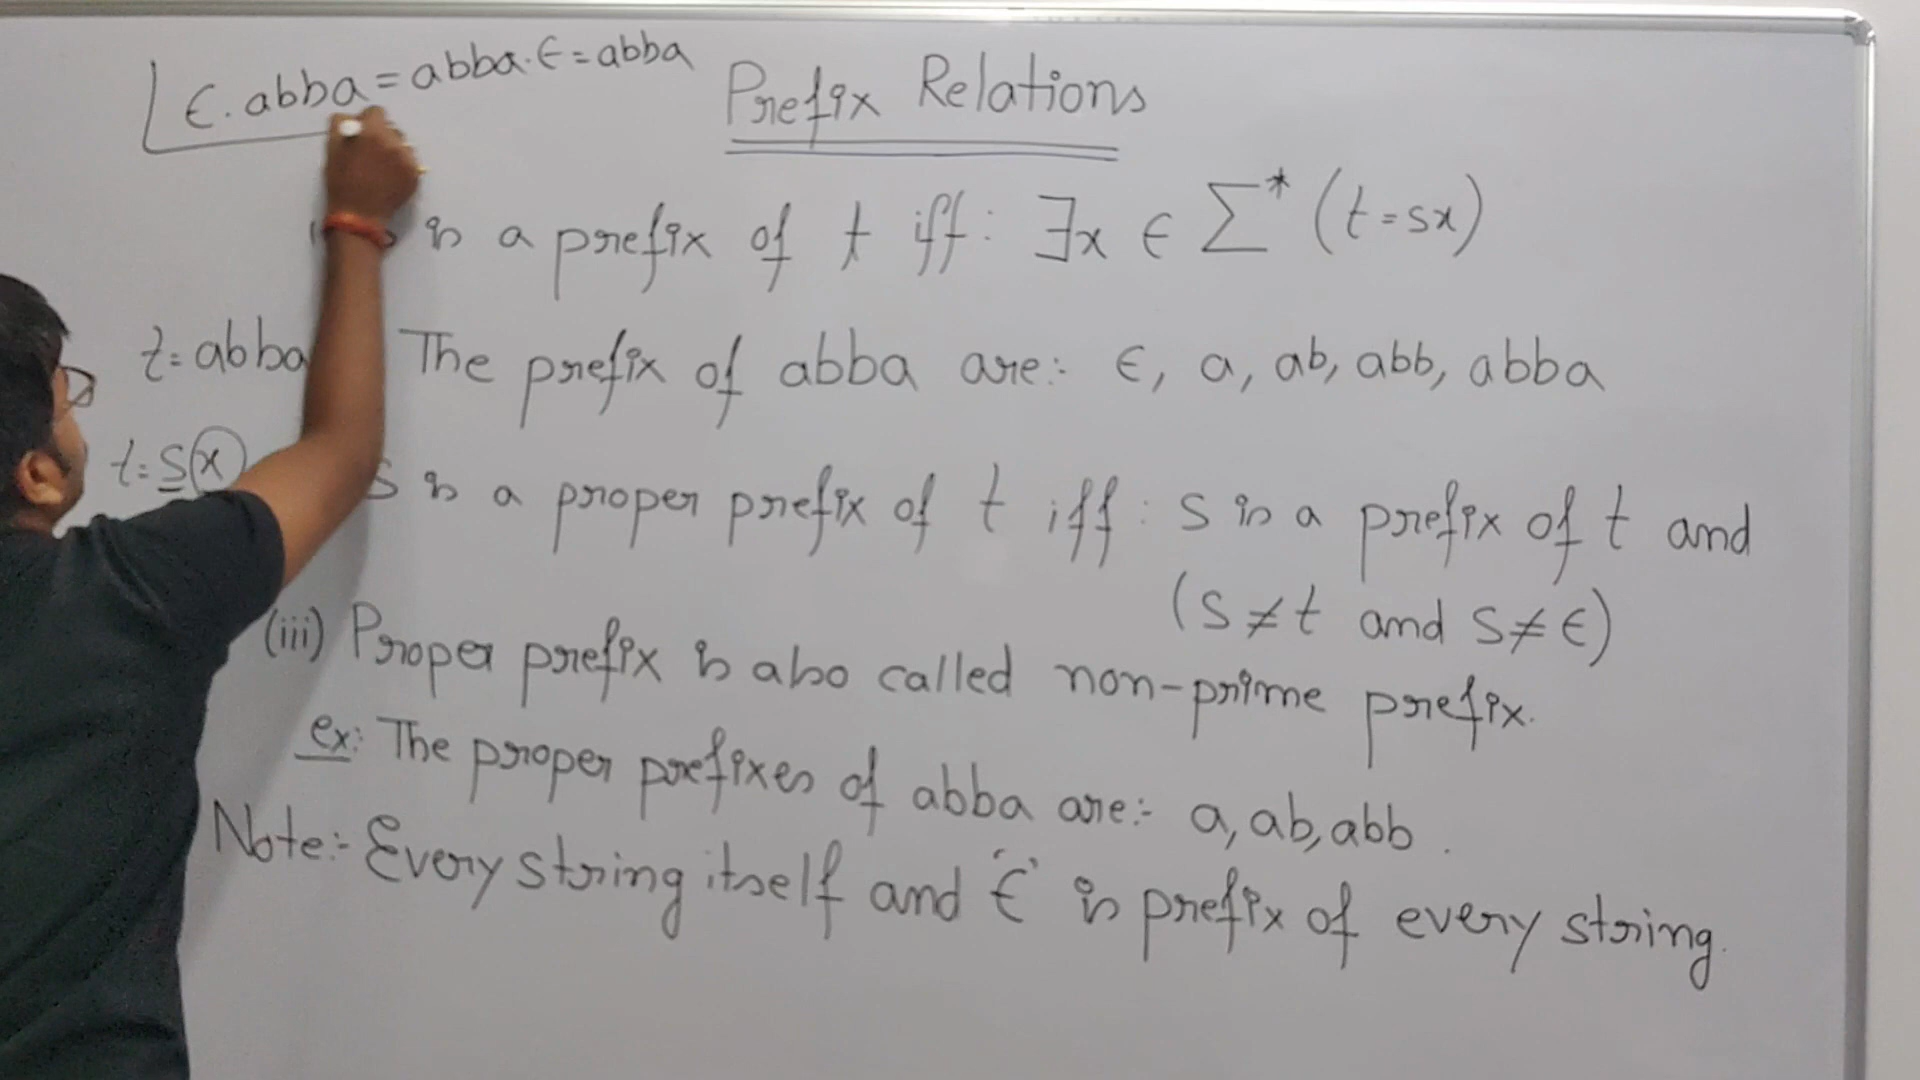 ϵ.abba=abba.ϵ=abba
Prefix Relations
is a prefix of t iff: ∃x ϵ Σ* (t=sx)
t=abba The prefix of abba are:- ϵ, a, ab, abb, abba
t=sx
s is a proper prefix of t iff: s is a prefix of t and
(s≠t and s≠ϵ)
(iii) Proper prefix is also called non-prime prefix.
ex: The proper prefixes of abba are:- a, ab, abb.
Note:- Every string itself and 'ϵ' is prefix of every string.